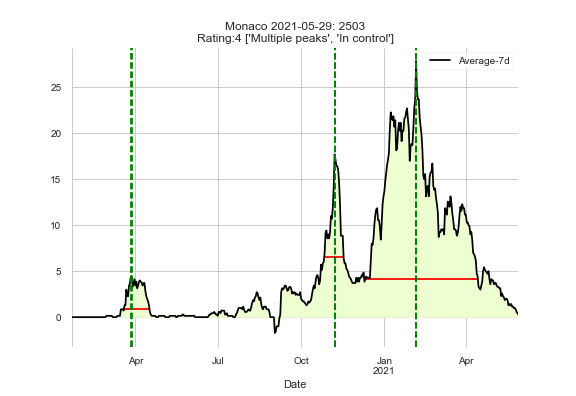 Monaco 2021-05-29: 2503
Rating:4 ['Multiple peaks', 'In control']
Average-7d
25
20
15
10
5
0
Apr
Jul
Oct
Jan
2021
Apr
Date